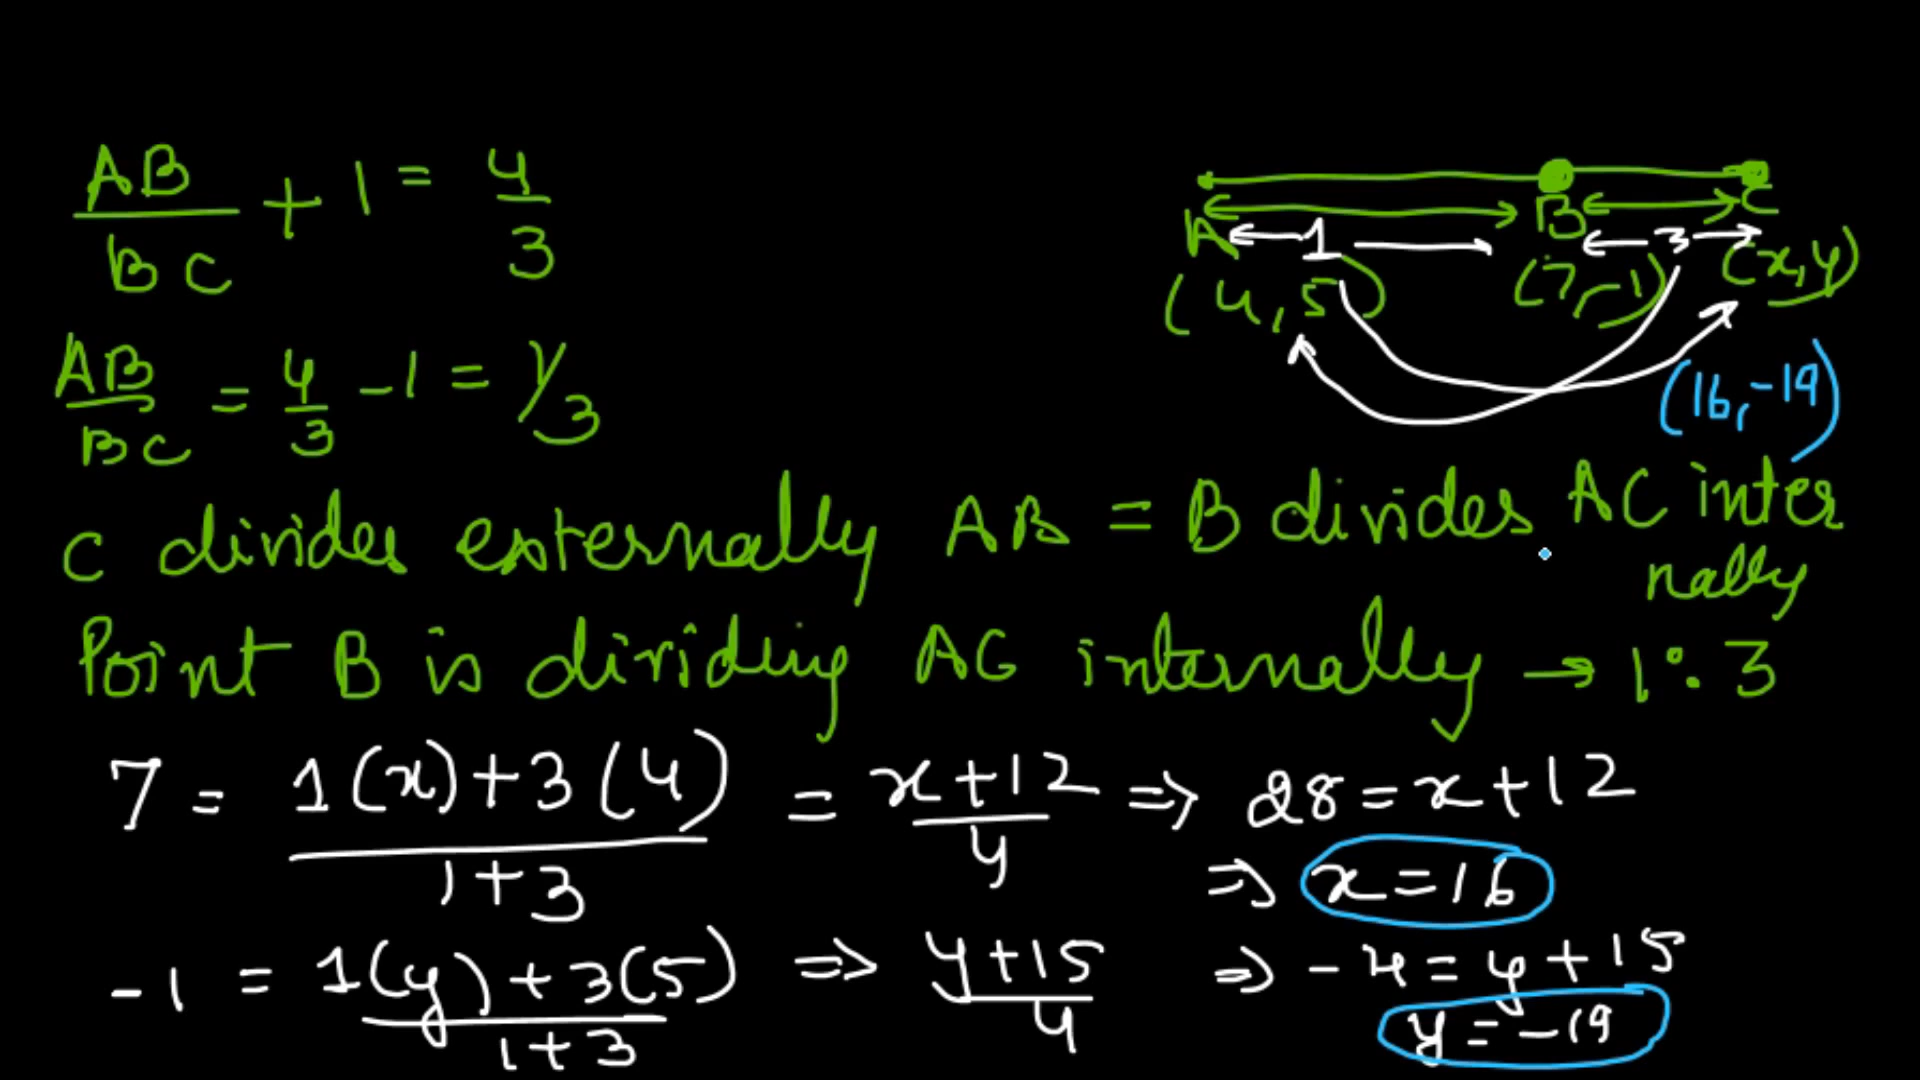 AB/BC + 1 = 4/3
A B C
1 3
(4,5) (7,-1) (x,y)
(16,-19)
AB/BC = 4/3 - 1 = 1/3
C divides externally AB = B divides AC inter
nally
Point B is dividing AC internally → 1:3
7 = (1(x)+3(4))/(1+3) = (x+12)/4 ⇒ 28 = x+12
⇒ x=16
-1 = (1(y)+3(5))/(1+3) ⇒ (y+15)/4 ⇒ -4 = y+15
y = -19